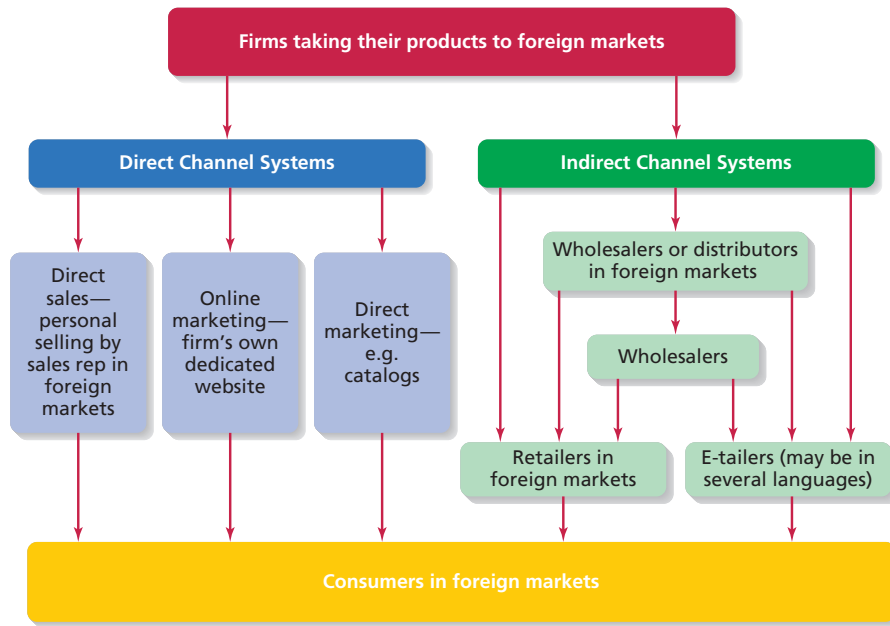 Firms taking their products to foreign markets
Direct Channel Systems
Indirect Channel Systems
Direct
sales—
personal
selling by
sales rep in
foreign
markets
Online
marketing—
firm's own
dedicated
website
Direct
marketing—
e.g.
catalogs
Wholesalers or distributors
in foreign markets
Wholesalers
Retailers in
foreign markets
E-tailers (may be in
several languages)
Consumers in foreign markets